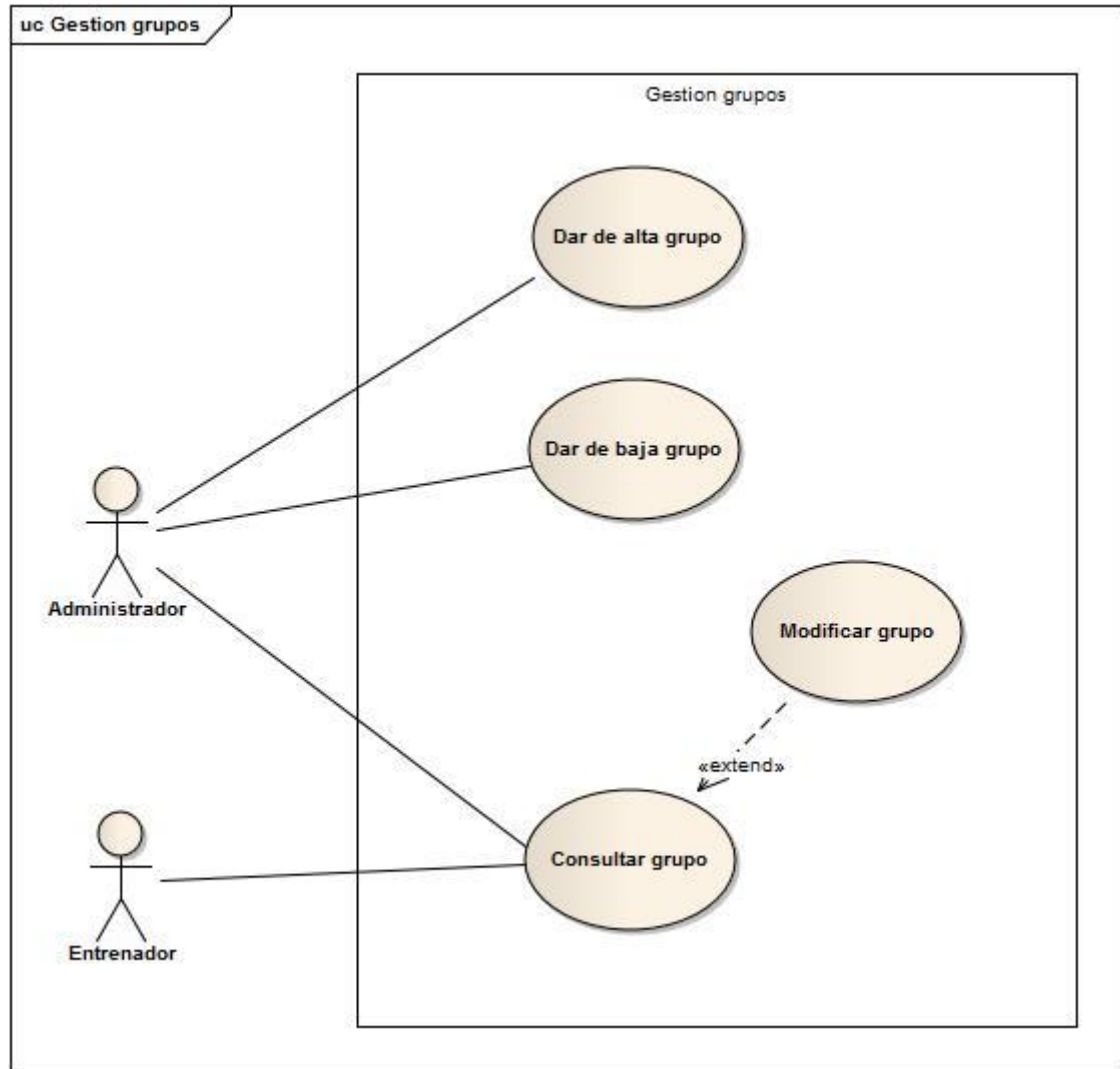 uc Gestion grupos
Gestion grupos
Dar de alta grupo
Dar de baja grupo
Administrador
Modificar grupo
«extend»
Consultar grupo
Entrenador